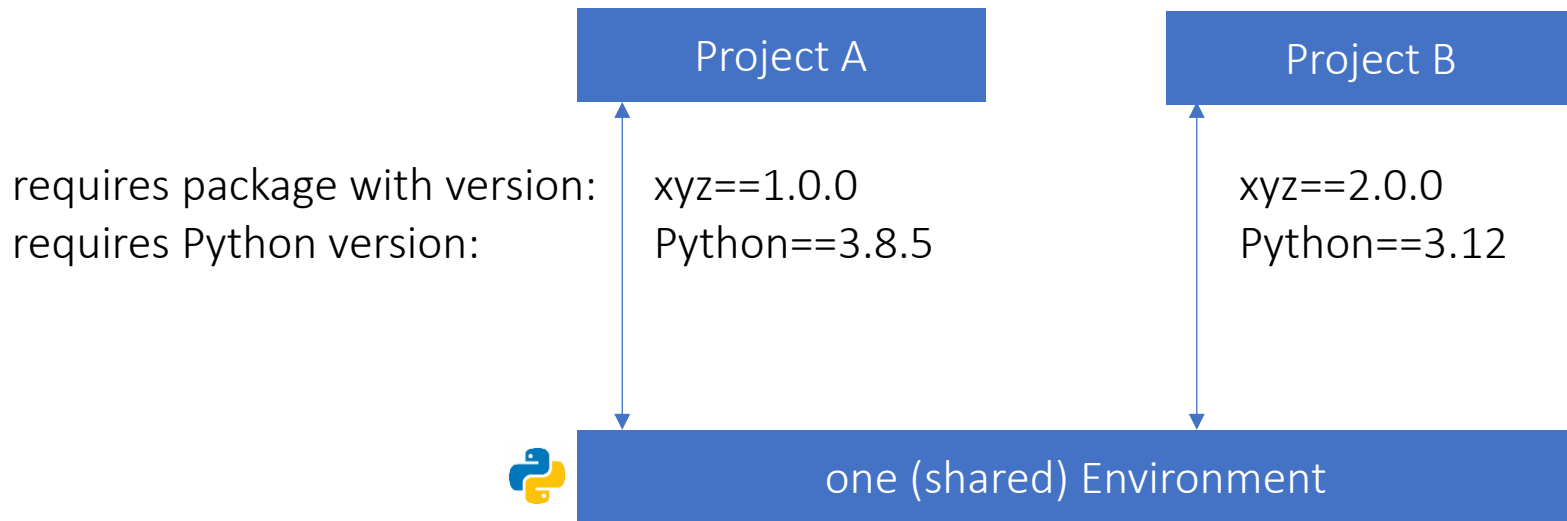 Project A
Project B
requires package with version: xyz==1.0.0 xyz==2.0.0
requires Python version: Python==3.8.5 Python==3.12
one (shared) Environment